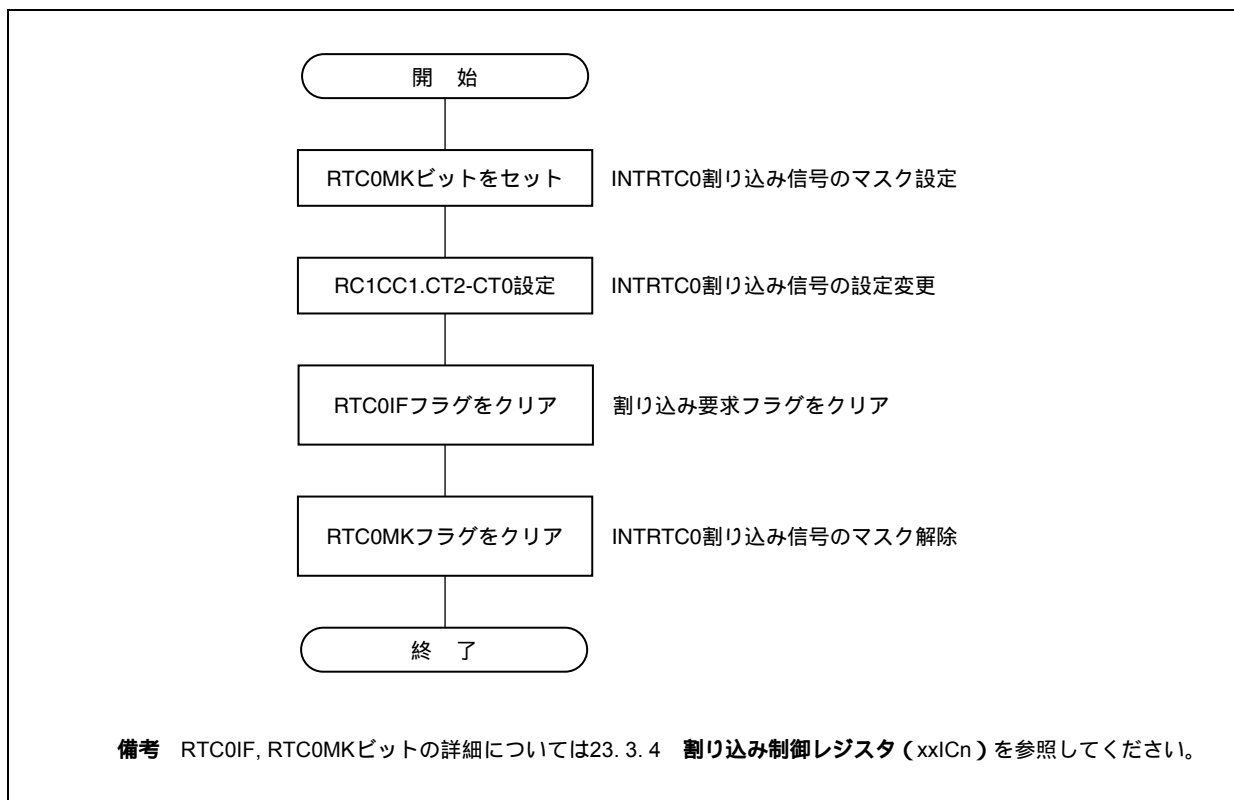 開　始
RTC0MKビットをセット　INTRTC0割り込み信号のマスク設定
RC1CC1.CT2-CT0設定　INTRTC0割り込み信号の設定変更
RTC0IFフラグをクリア　割り込み要求フラグをクリア
RTC0MKフラグをクリア　INTRTC0割り込み信号のマスク解除
終　了
備考　RTC0IF, RTC0MKビットの詳細については23. 3. 4　割り込み制御レジスタ（xxICn）を参照してください。